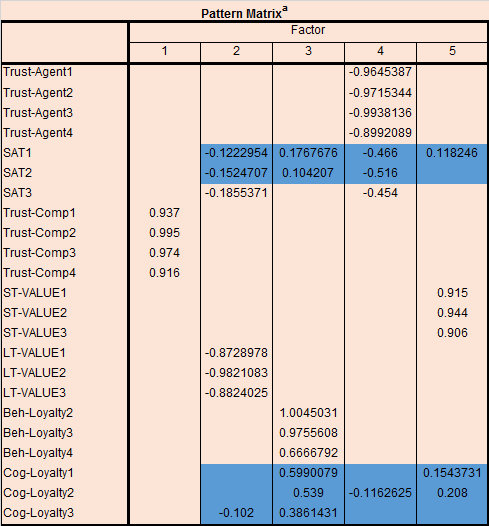 Pattern Matrixa
Factor
1 2 3 4 5
Trust-Agent1 -0.9645387
Trust-Agent2 -0.9715344
Trust-Agent3 -0.9938136
Trust-Agent4 -0.8992089
SAT1 -0.1222954 0.1767676 -0.466 0.118246
SAT2 -0.1524707 0.104207 -0.516
SAT3 -0.1855371 -0.454
Trust-Comp1 0.937
Trust-Comp2 0.995
Trust-Comp3 0.974
Trust-Comp4 0.916
ST-VALUE1 0.915
ST-VALUE2 0.944
ST-VALUE3 0.906
LT-VALUE1 -0.8728978
LT-VALUE2 -0.9821083
LT-VALUE3 -0.8824025
Beh-Loyalty2 1.0045031
Beh-Loyalty3 0.9755608
Beh-Loyalty4 0.6666792
Cog-Loyalty1 0.5990079 0.1543731
Cog-Loyalty2 0.539 -0.1162625 0.208
Cog-Loyalty3 -0.102 0.3861431